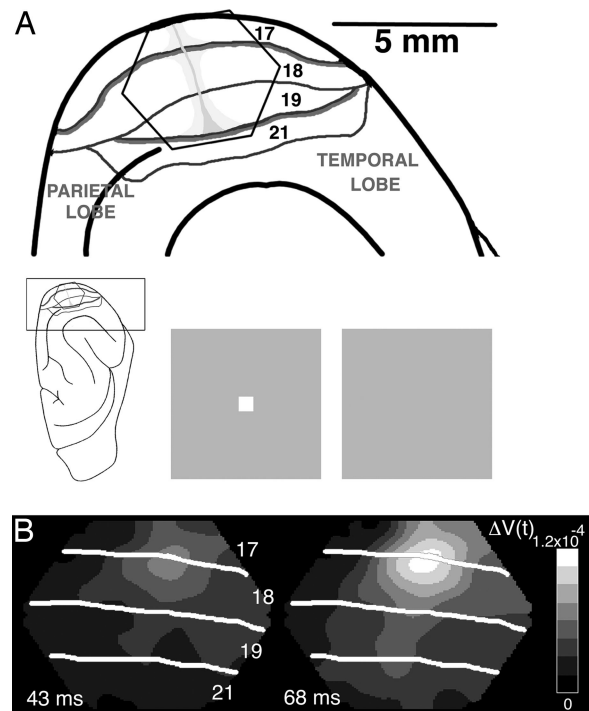 A
17
5 mm
18
19
21
TEMPORAL
LOBE
PARIETAL
LOBE
B
ΔV(t)
1.2x10-4
17
18
19
21
43 ms
68 ms
0